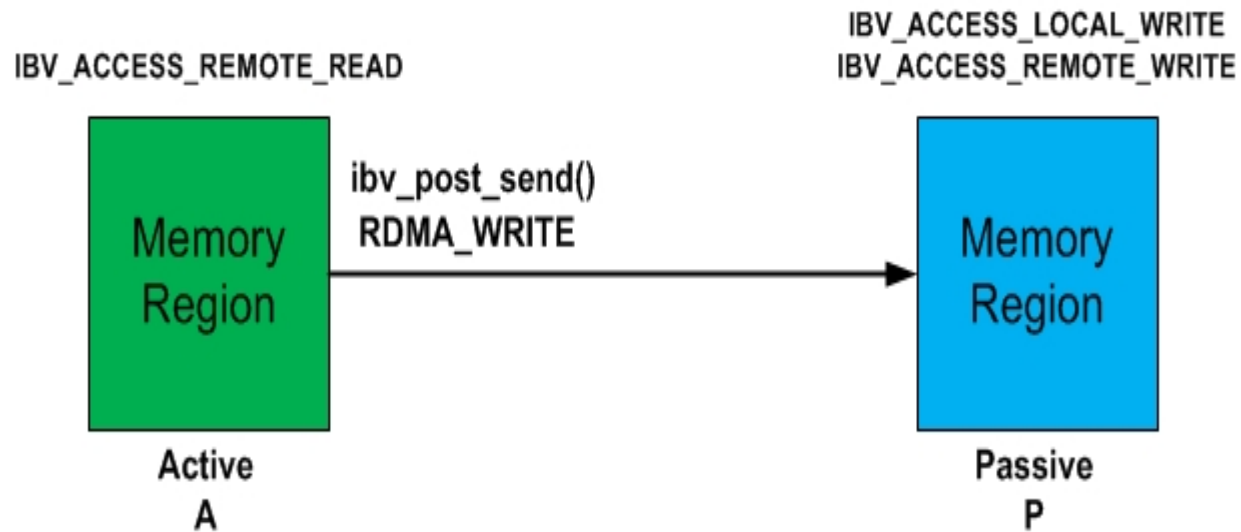 IBV_ACCESS_REMOTE_READ
IBV_ACCESS_LOCAL_WRITE
IBV_ACCESS_REMOTE_WRITE
Memory
Region
ibv_post_send()
RDMA_WRITE
Memory
Region
Active
A
Passive
P